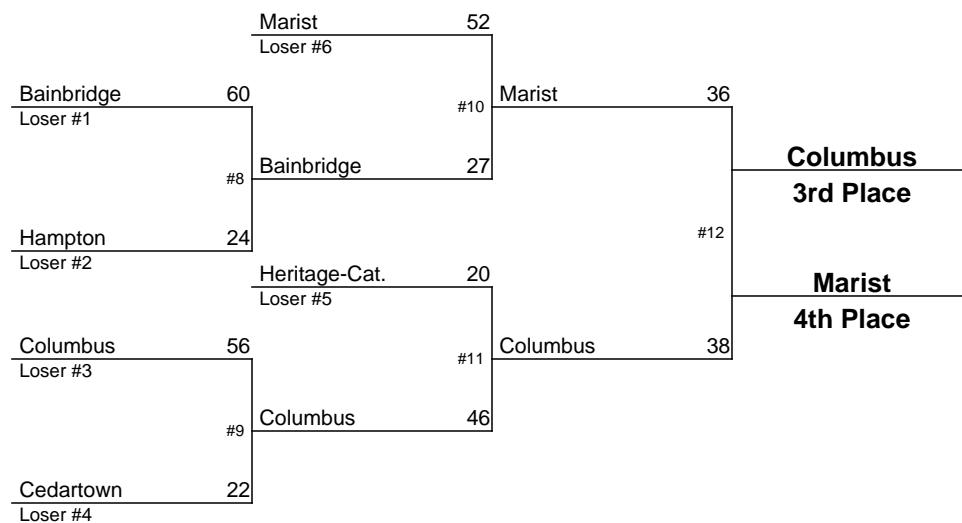 Marist 52
Loser #6
Bainbridge 60
Loser #1
#10
Marist 36
Columbus
3rd Place
#8
Bainbridge 27
Hampton 24
Loser #2
#12
Heritage-Cat. 20
Loser #5
Marist
4th Place
Columbus 56
Loser #3
#11
Columbus 38
#9
Columbus 46
Cedartown 22
Loser #4